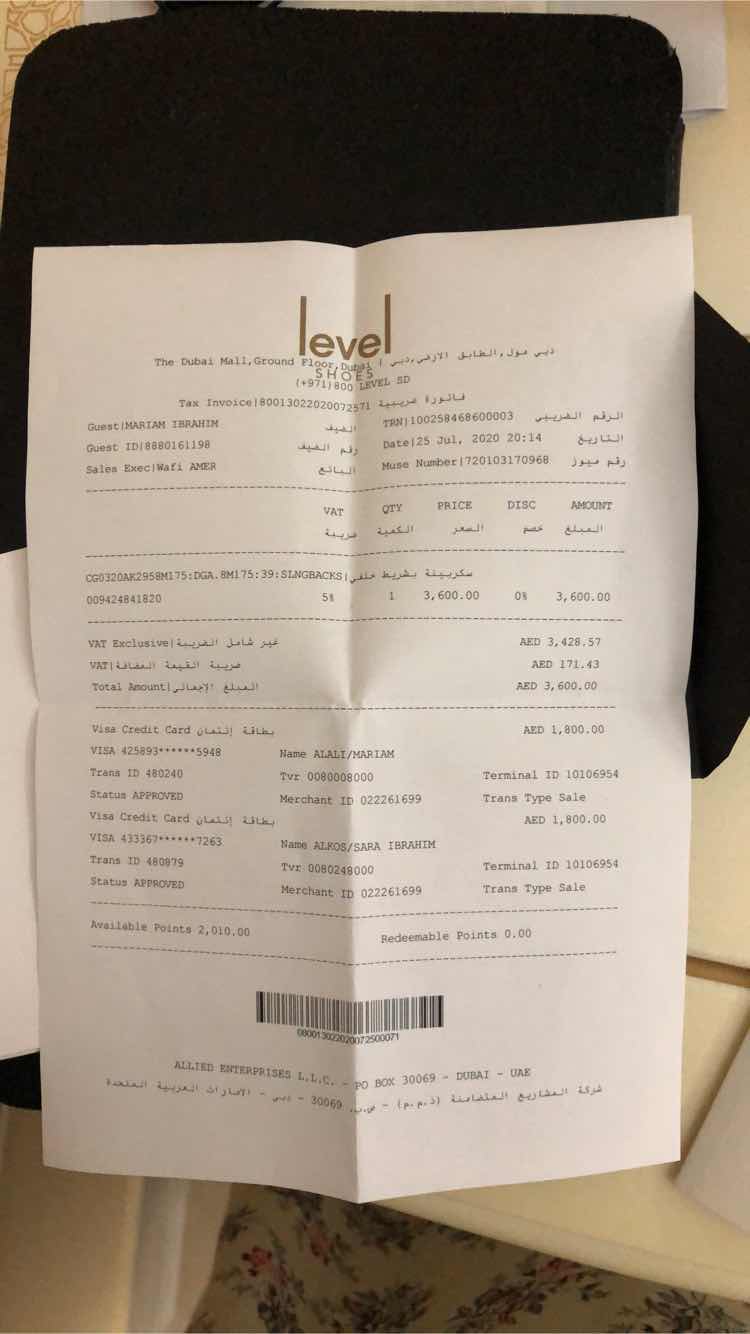 level
SHOES
The Dubai Mall,Ground Floor,Dubai | دبي مول,الطابق الارضي,دبي
(+971)800 LEVEL SD
Tax Invoice|80013022020072571 فاتورة ضريبية
Guest|MARIAM IBRAHIM الضيف
TRN|100258468600003 الرقم الضريبي
Guest ID|8880161198 رقم الضيف
Date|25 Jul, 2020 20:14 التاريخ
Sales Exec|Wafi AMER البائع
Muse Number|720103170968 رقم ميوز
VAT QTY PRICE DISC AMOUNT
ضريبة الكمية السعر خصم المبلغ
CG0320AK2958M175:DGA.8M175:39:SLNGBACKS|سكربينة بشريط خلفي
009424841820 5% 1 3,600.00 0% 3,600.00
VAT Exclusive|غير شامل الضريبة AED 3,428.57
VAT|ضريبة القيمة المضافة AED 171.43
Total Amount|المبلغ الإجمالي AED 3,600.00
Visa Credit Card بطاقة إئتمان AED 1,800.00
VISA 425893******5948 Name ALALI/MARIAM
Trans ID 480240 Tvr 0080008000 Terminal ID 10106954
Status APPROVED Merchant ID 022261699 Trans Type Sale
Visa Credit Card بطاقة إئتمان AED 1,800.00
VISA 433367******7263 Name ALKOS/SARA IBRAHIM
Trans ID 480879 Tvr 0080248000 Terminal ID 10106954
Status APPROVED Merchant ID 022261699 Trans Type Sale
Available Points 2,010.00 Redeemable Points 0.00
08001302202007250​0071
ALLIED ENTERPRISES L.L.C. - PO BOX 30069 - DUBAI - UAE
شركة المشاريع المتضامنة (ذ.م.م) - ص.ب. 30069 - دبي - الامارات العربية المتحدة